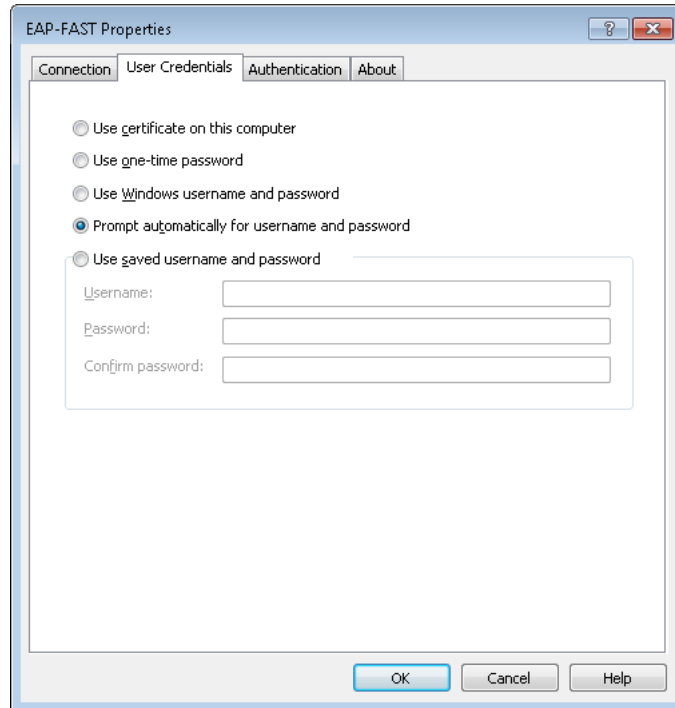 EAP-FAST Properties
Connection User Credentials Authentication About
Use certificate on this computer
Use one-time password
Use Windows username and password
Prompt automatically for username and password
Use saved username and password
Username:
Password:
Confirm password:
OK Cancel Help